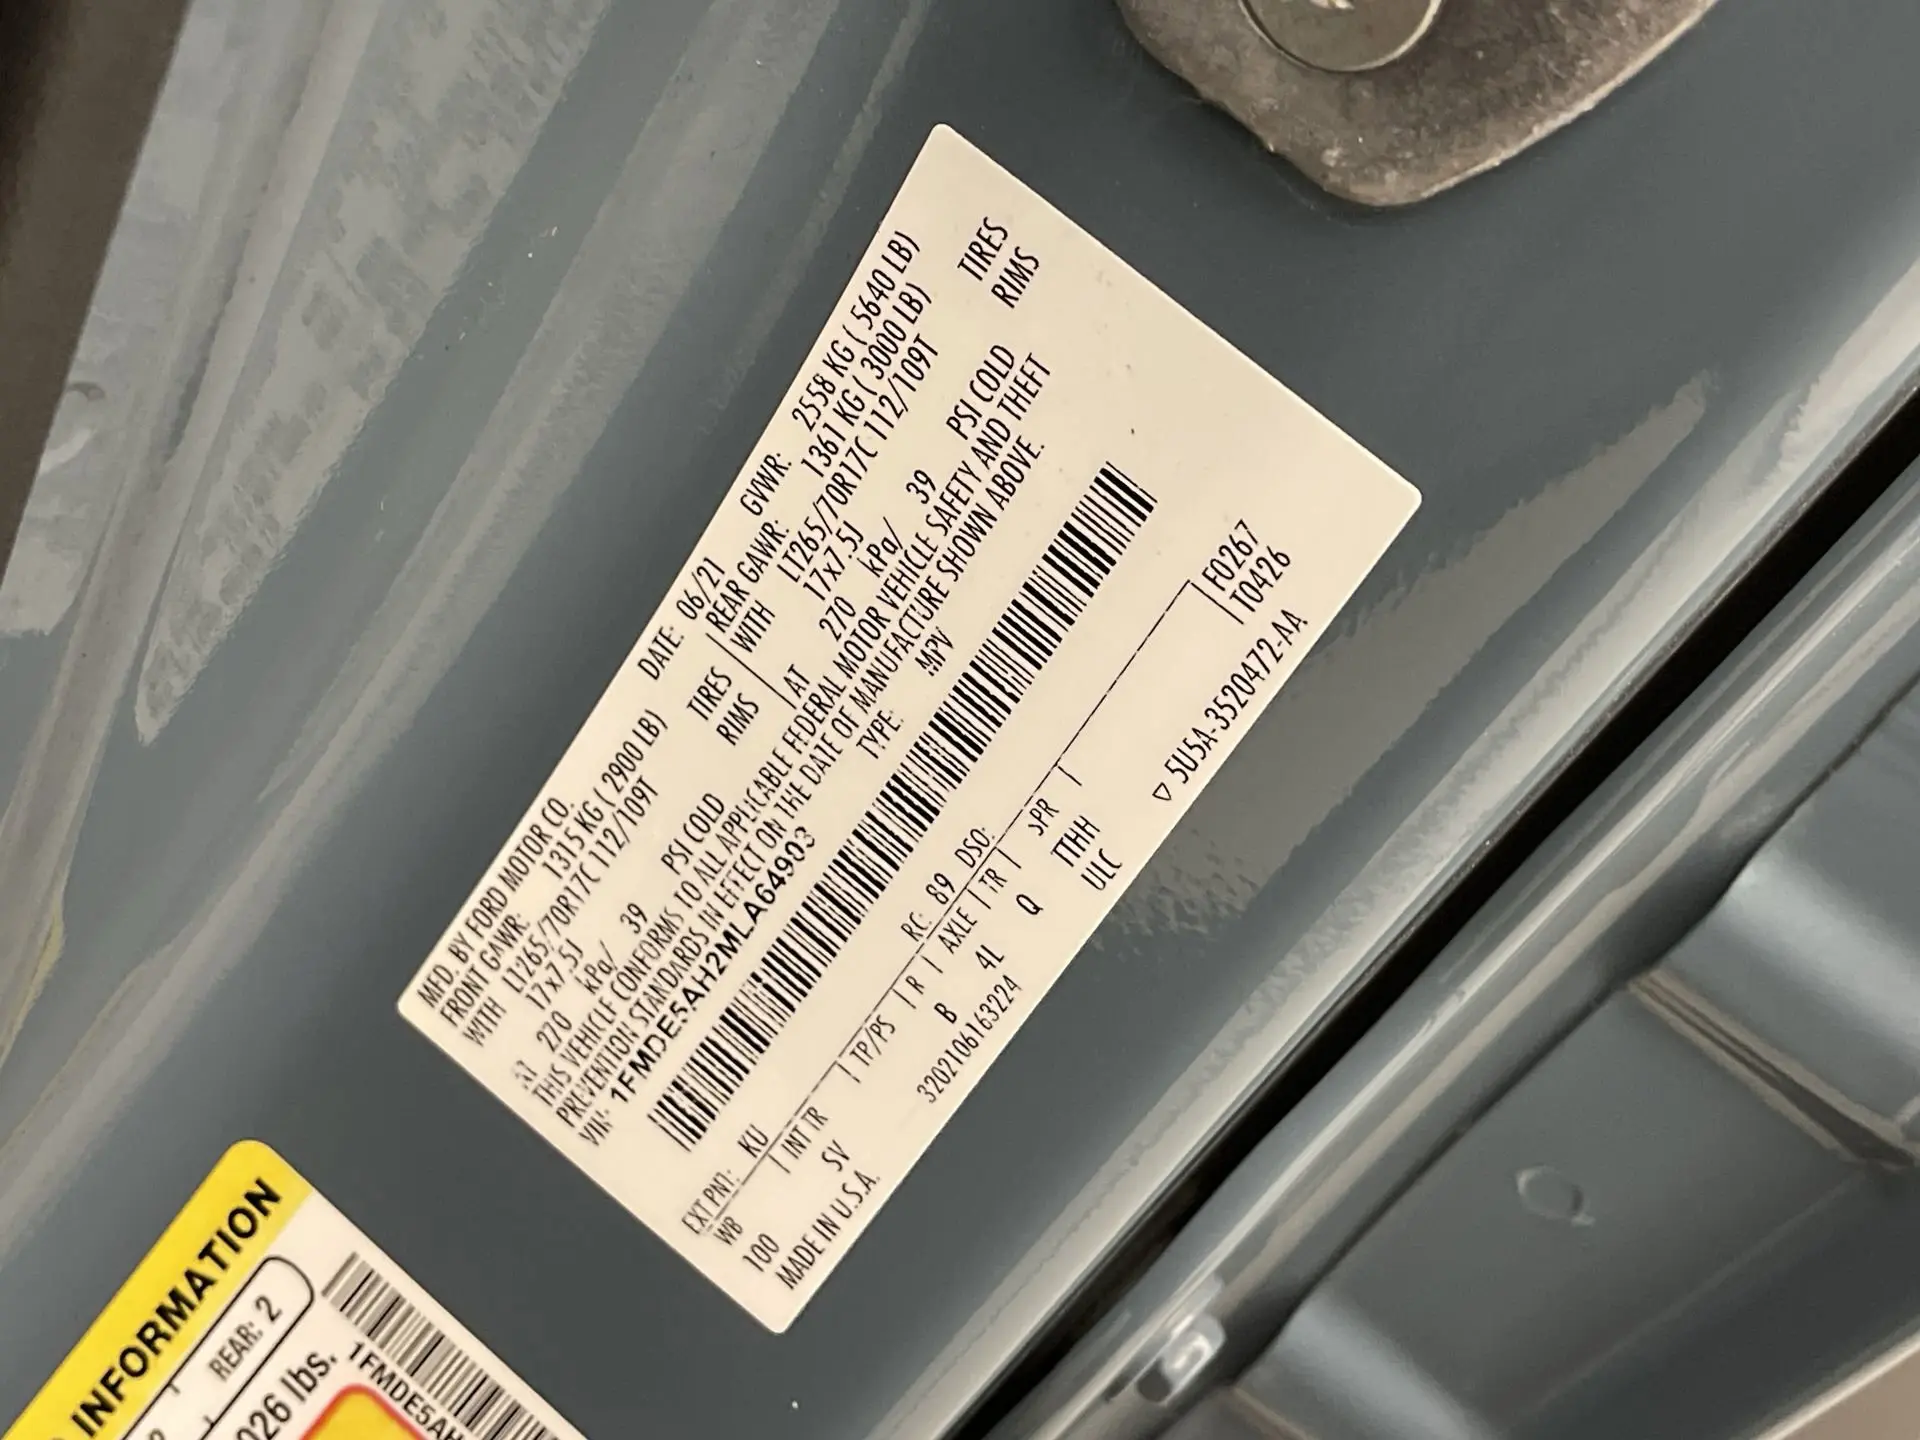 MFD. BY FORD MOTOR CO. DATE: 06/21 GVWR: 2558 KG ( 5640 LB)
FRONT GAWR: 1315 KG ( 2900 LB) REAR GAWR: 1361 KG ( 3000 LB)
WITH LT265/70R17C 112/109T TIRES WITH LT265/70R17C 112/109T TIRES
17x7.5J RIMS 17x7.5J RIMS
AT 270 kPa/ 39 PSI COLD AT 270 kPa/ 39 PSI COLD
THIS VEHICLE CONFORMS TO ALL APPLICABLE FEDERAL MOTOR VEHICLE SAFETY AND THEFT
PREVENTION STANDARDS IN EFFECT ON THE DATE OF MANUFACTURE SHOWN ABOVE.
VIN: 1FMDE5AH2MLA64903 TYPE: MPV
EXT PNT: KU RC: 89 DSO:
WB INT TR TP/PS R AXLE TR SPR F0267
100 SV B 4L Q TTHH T0426
MADE IN U.S.A. 3202106163224 ULC
▽ 5U5A-3520472-AA
INFORMATION
REAR: 2
026 lbs.
1FMDE5AH